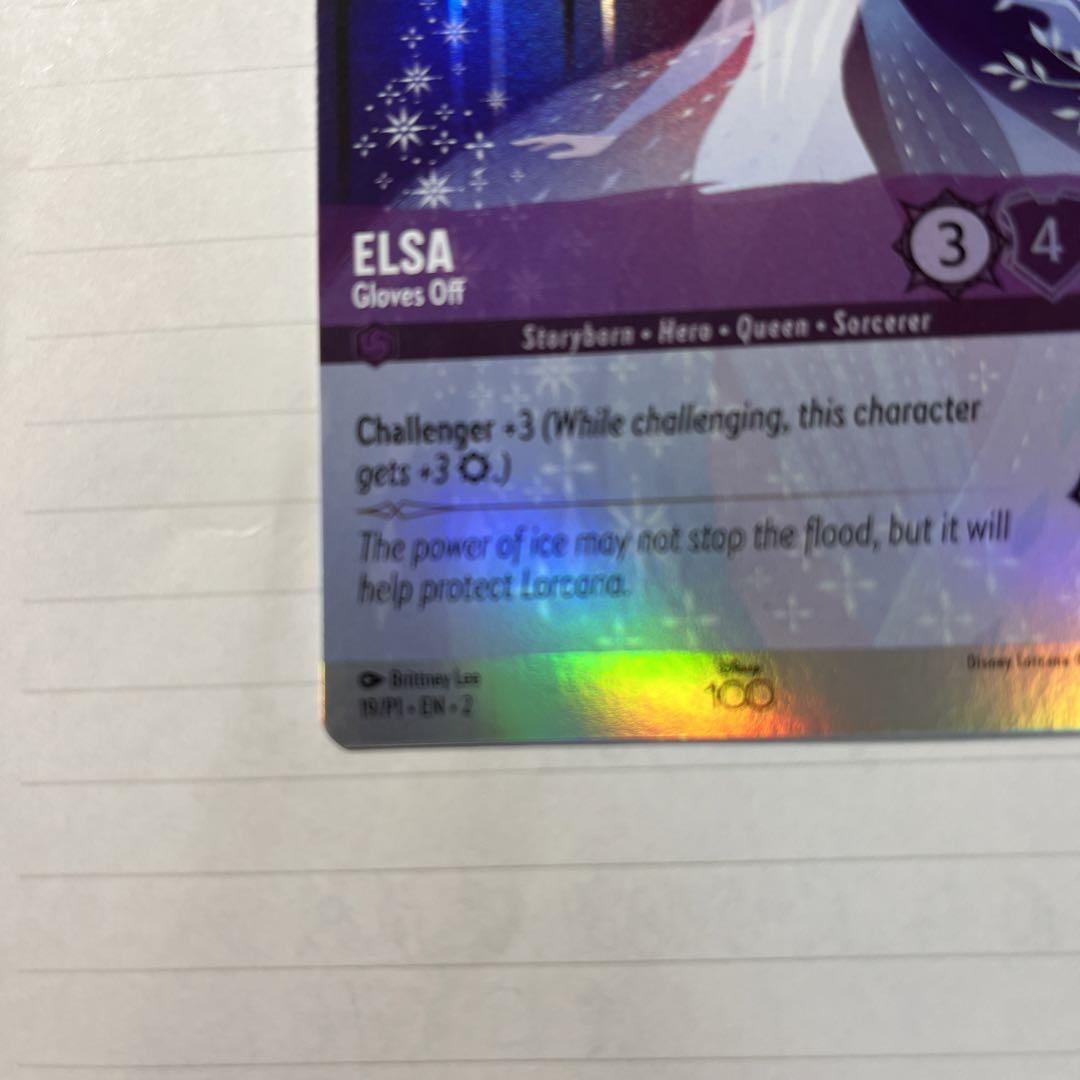 ELSA
Gloves Off
3
4
Storyborn • Hero • Queen • Sorcerer
Challenger +3 (While challenging, this character
gets +3 .)
The power of ice may not stop the flood, but it will
help protect Lorcana.
Brittney Lee
19/P1 • EN • 2
Disney
100
Disney Lorcana